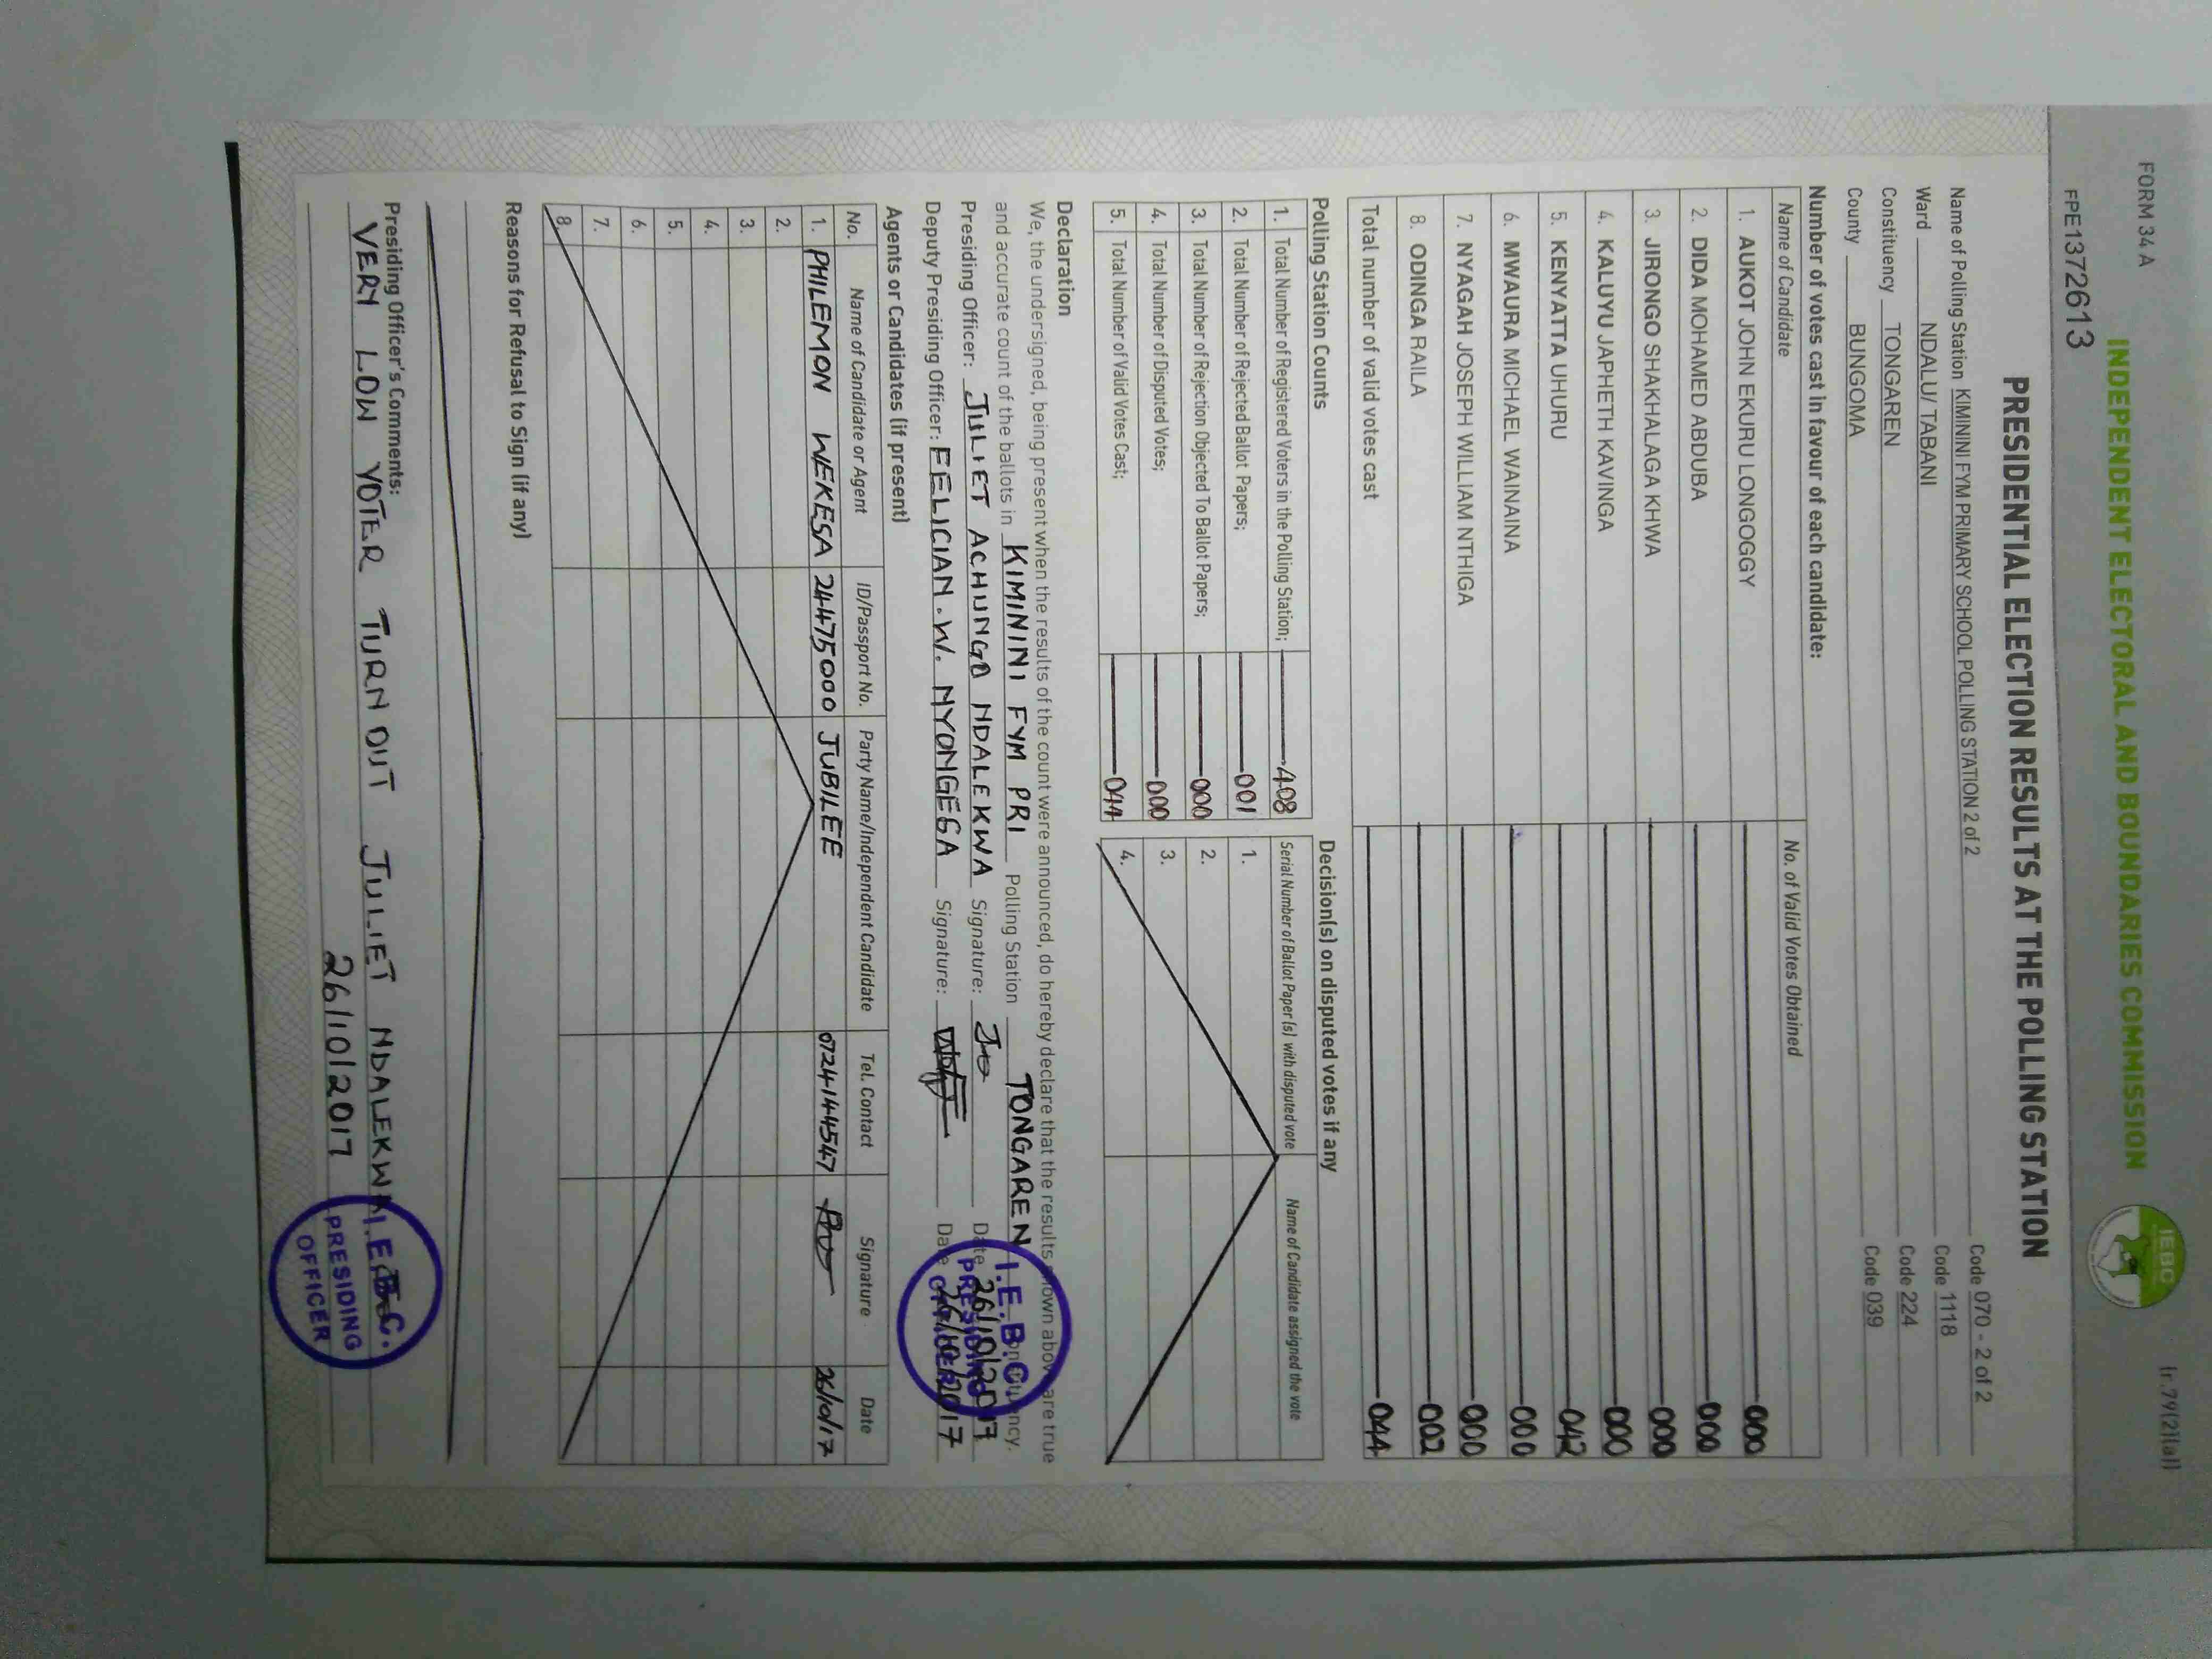 FORM 34 A
[r.79(2)(a)]
INDEPENDENT ELECTORAL AND BOUNDARIES COMMISSION
IEBC
FPE1372613
PRESIDENTIAL ELECTION RESULTS AT THE POLLING STATION
Name of Polling Station KIMININI FYM PRIMARY SCHOOL POLLING STATION 2 of 2 Code 070 - 2 of 2
Ward NDALU/ TABANI Code 1118
Constituency TONGAREN Code 224
County BUNGOMA Code 039
Number of votes cast in favour of each candidate:
Name of Candidate No. of Valid Votes Obtained
1. AUKOT JOHN EKURU LONGOGGY 000
2. DIDA MOHAMED ABDUBA 000
3. JIRONGO SHAKHALAGA KHWA 000
4. KALUYU JAPHETH KAVINGA 000
5. KENYATTA UHURU 042
6. MWAURA MICHAEL WAINAINA 000
7. NYAGAH JOSEPH WILLIAM NTHIGA 000
8. ODINGA RAILA 002
Total number of valid votes cast 044
Polling Station Counts
1. Total Number of Registered Voters in the Polling Station; 408
2. Total Number of Rejected Ballot Papers; 001
3. Total Number of Rejection Objected To Ballot Papers; 000
4. Total Number of Disputed Votes; 000
5. Total Number of Valid Votes Cast; 044
Decision(s) on disputed votes if any
Serial Number of Ballot Paper (s) with disputed vote Name of Candidate assigned the vote
1.
2.
3.
4.
Declaration
We, the undersigned, being present when the results of the count were announced, do hereby declare that the results shown above are true
and accurate count of the ballots in KIMININI FYM PRI Polling Station TONGAREN Constituency.
Presiding Officer: JULIET ACHUNGO NDALEKWA Signature: Date 26/10/2017
Deputy Presiding Officer: FELICIAN. W. NYONGESA Signature: Date 26/10/2017
I.E.B.C.
PRESIDING
OFFICER
Agents or Candidates (if present)
No. Name of Candidate or Agent ID/Passport No. Party Name/Independent Candidate Tel. Contact Signature Date
1. PHILEMON WEKESA 24475000 JUBILEE 0724144547 26/10/17
2.
3.
4.
5.
6.
7.
8.
Reasons for Refusal to Sign (if any)
Presiding Officer's Comments:
VERY LOW VOTER TURN OUT JULIET NDALEKWA
26/10/2017
I.E.B.C.
PRESIDING
OFFICER